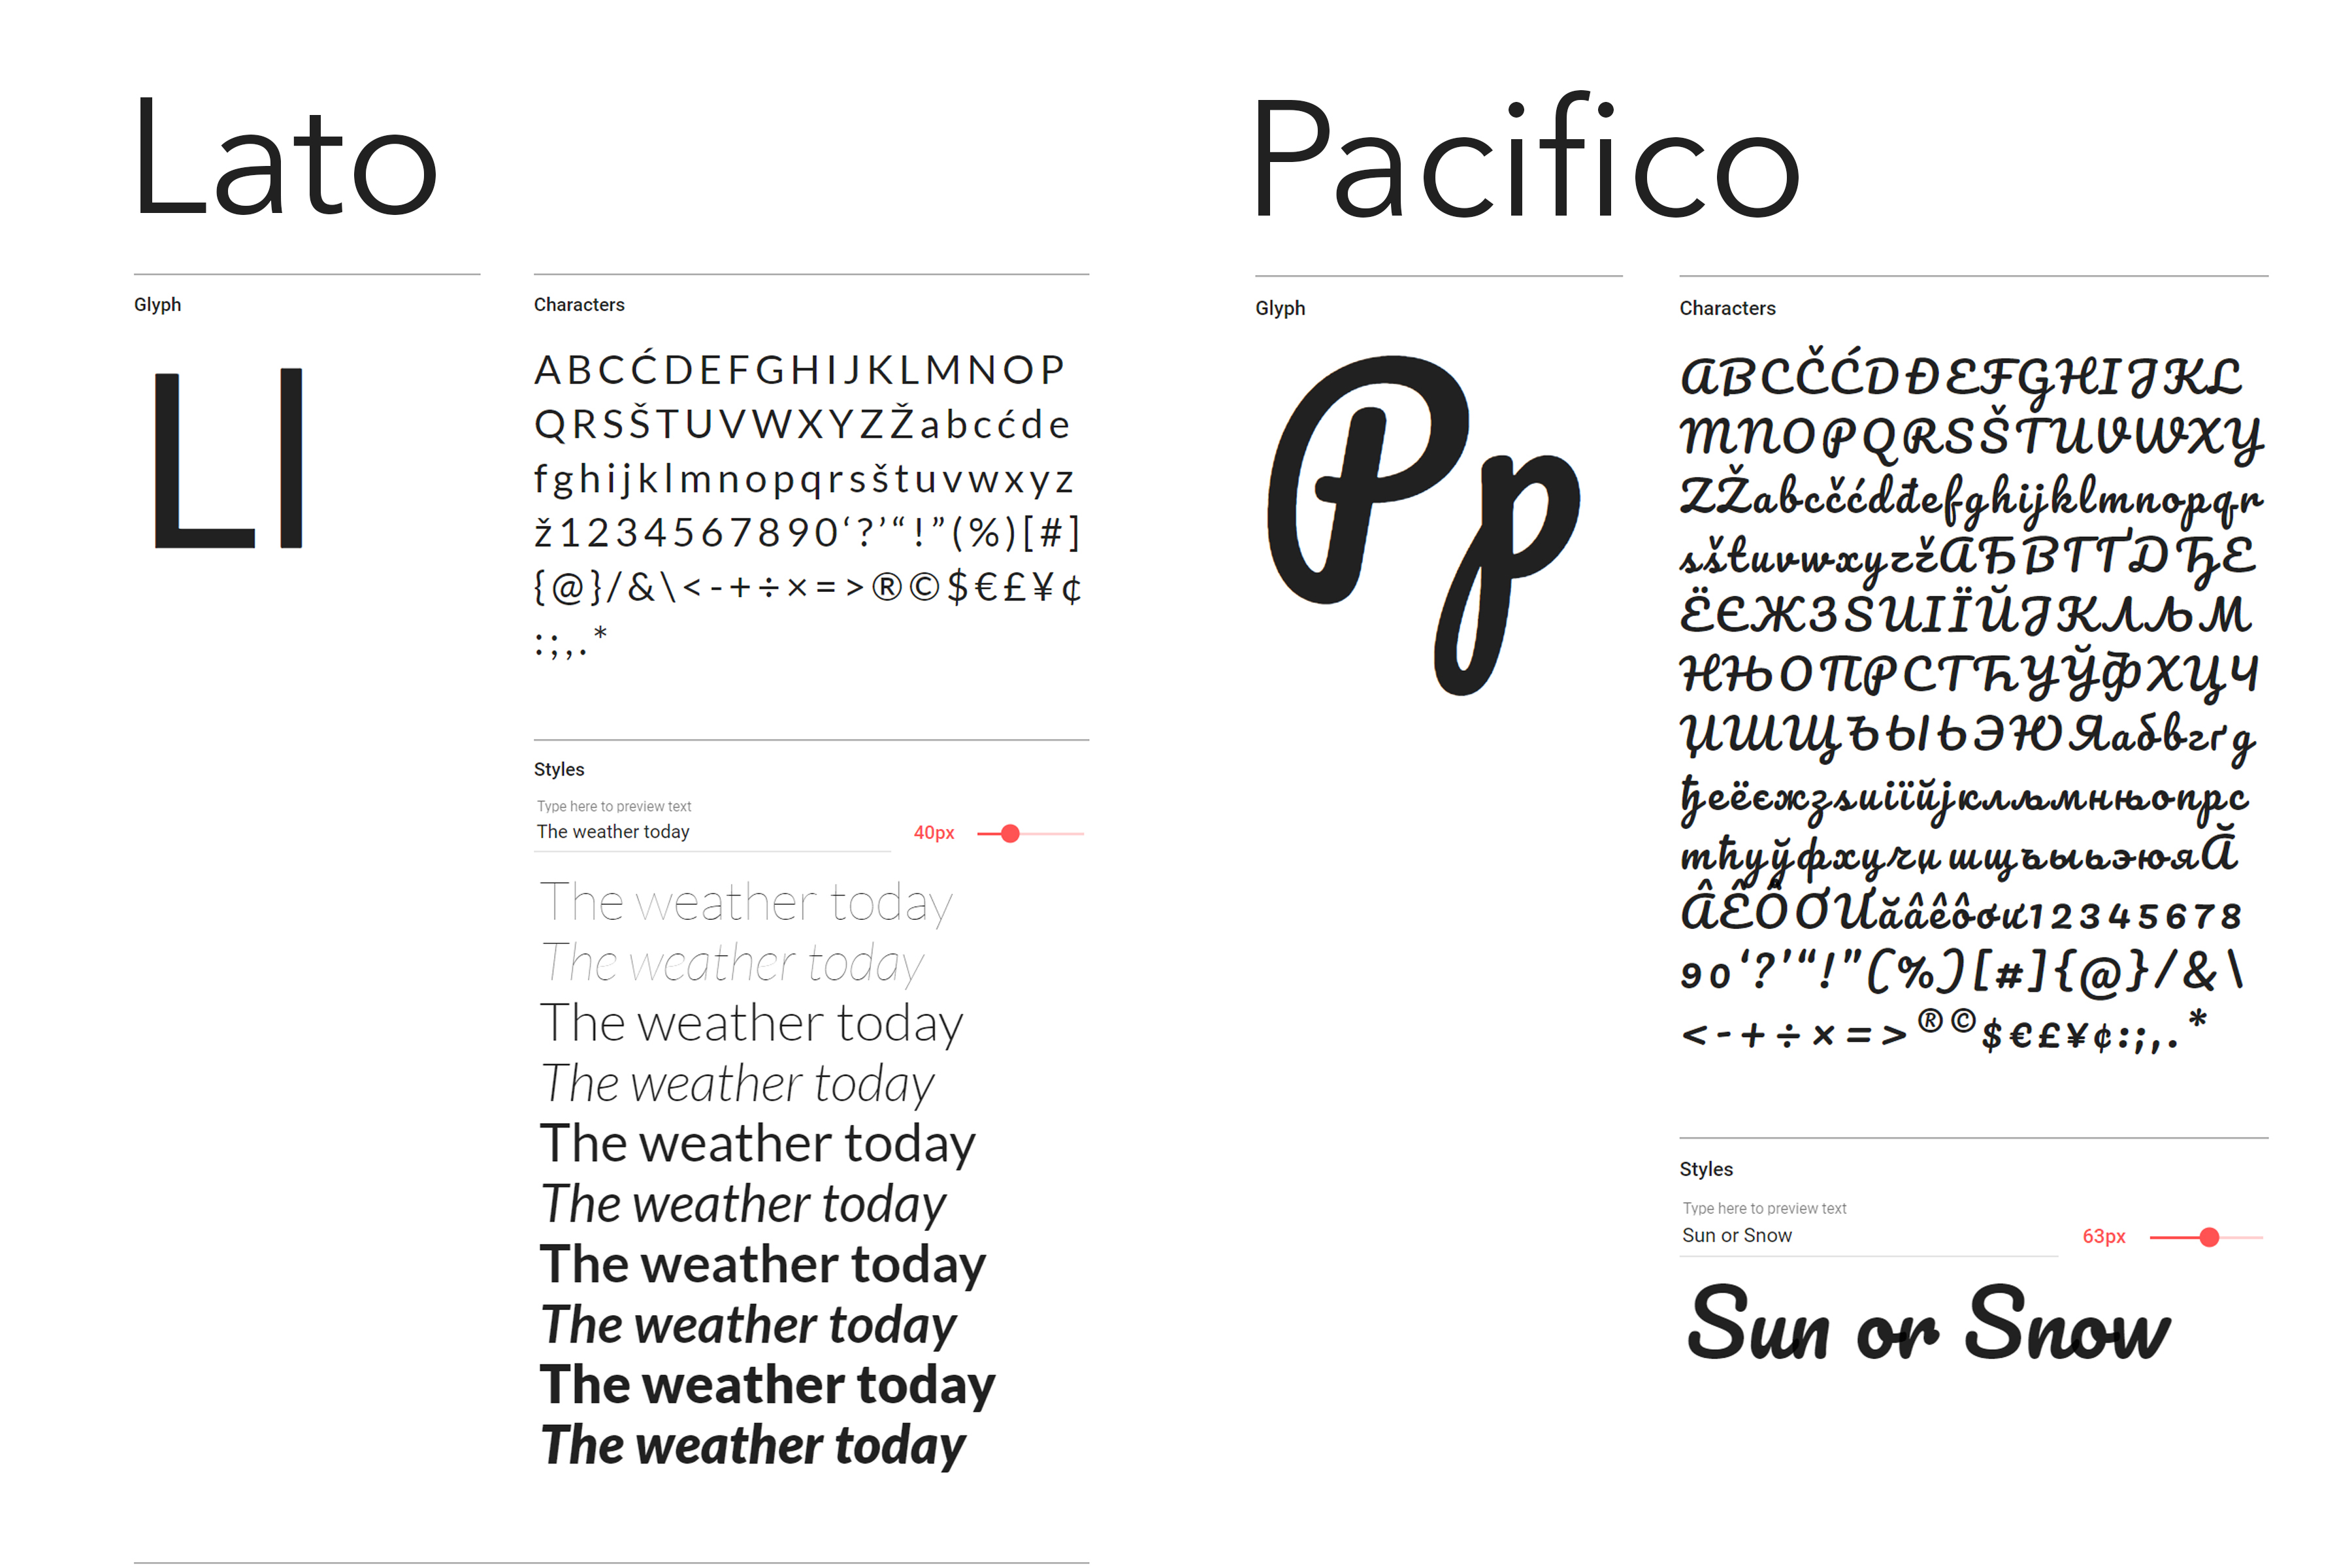 Lato
Glyph
Ll
Characters
ABCĆDEFGHIJKLMNOP
QRSŠTUVWXYZŽabcćde
fghijklmnopqrsštuvwxyz
ž1234567890‘?’“!”(%)[#]
{@}/&\<-+÷×=>®©$€£¥¢
:;,.*
Styles
Type here to preview text
The weather today
40px
The weather today
The weather today
The weather today
The weather today
The weather today
The weather today
The weather today
The weather today
The weather today
The weather today
Pacifico
Glyph
Pp
Characters
ABCČĆDĐEFGHIJKL
MNOPQRSŠTUVWXY
ZŽabcčćdđefghijklmnopqr
sštuvwxyzžАБВГҐДЂЕ
ЁЄЖЗЅИІЇЙЈКЛЉМ
НЊОПРСТЋУЎФХЦЧ
ЏШЩЪЫЬЭЮЯабвгґд
ђеёєжзѕиіїйјклљмнњопрс
тћуўфхцчџшщъыьэюяĂ
ÂÊÔƠƯăâêôơư12345678
90‘?’“!”(%)[#]{@}/&\
<-+÷×=>®©$€£¥¢:;,.*
Styles
Type here to preview text
Sun or Snow
63px
Sun or Snow